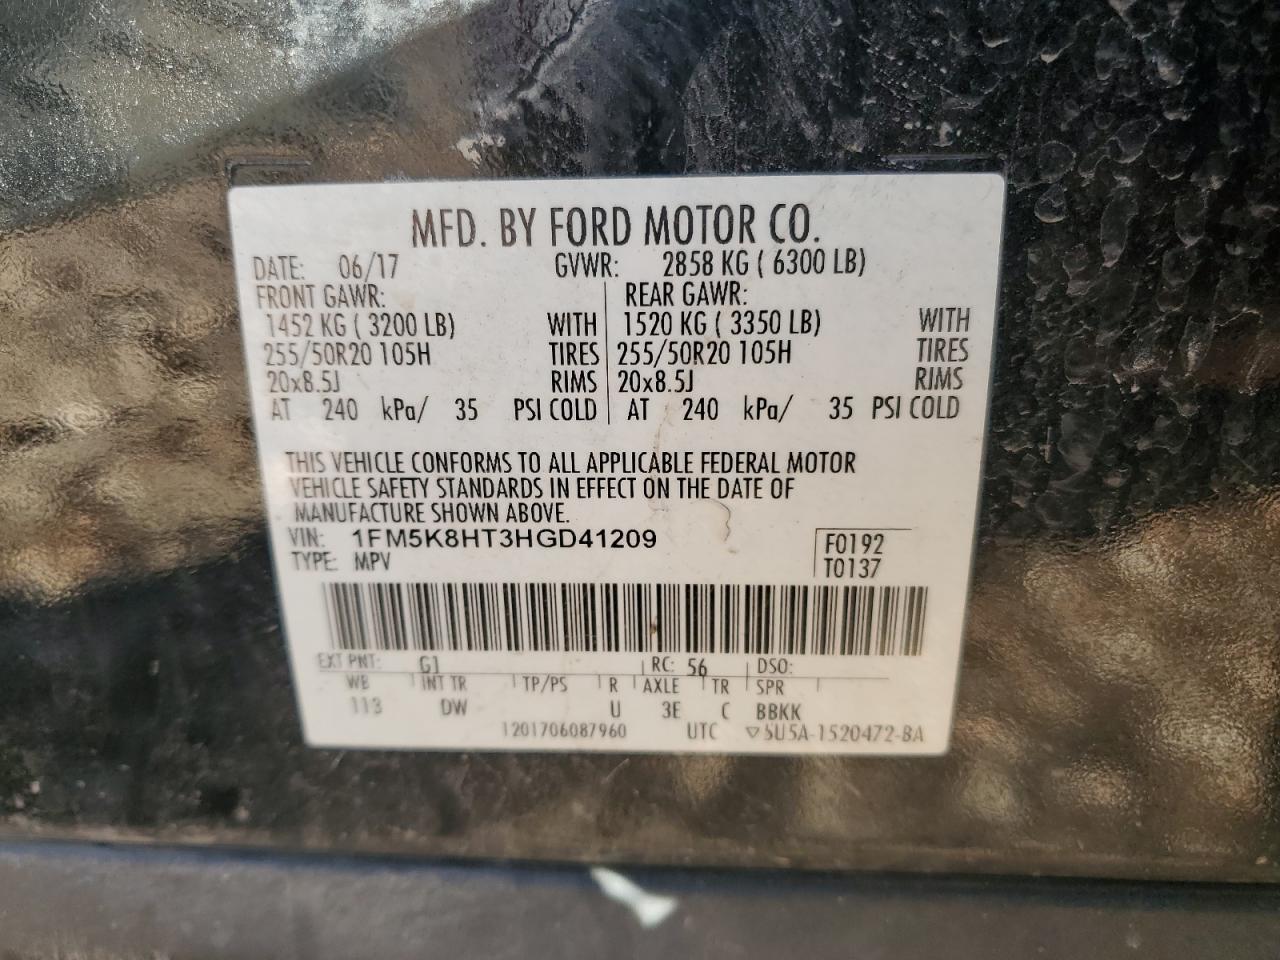 MFD. BY FORD MOTOR CO.
DATE: 06/17 GVWR: 2858 KG ( 6300 LB)
FRONT GAWR: REAR GAWR:
1452 KG ( 3200 LB) WITH 1520 KG ( 3350 LB) WITH
255/50R20 105H TIRES 255/50R20 105H TIRES
20x8.5J RIMS 20x8.5J RIMS
AT 240 kPa/ 35 PSI COLD AT 240 kPa/ 35 PSI COLD
THIS VEHICLE CONFORMS TO ALL APPLICABLE FEDERAL MOTOR
VEHICLE SAFETY STANDARDS IN EFFECT ON THE DATE OF
MANUFACTURE SHOWN ABOVE.
VIN: 1FM5K8HT3HGD41209 F0192
TYPE: MPV T0137
EXT PNT: G1 RC: 56 DSO:
WB INT TR TP/PS R AXLE TR SPR
113 DW U 3E C BBKK
1201706087960 UTC ▽5U5A-1520472-BA